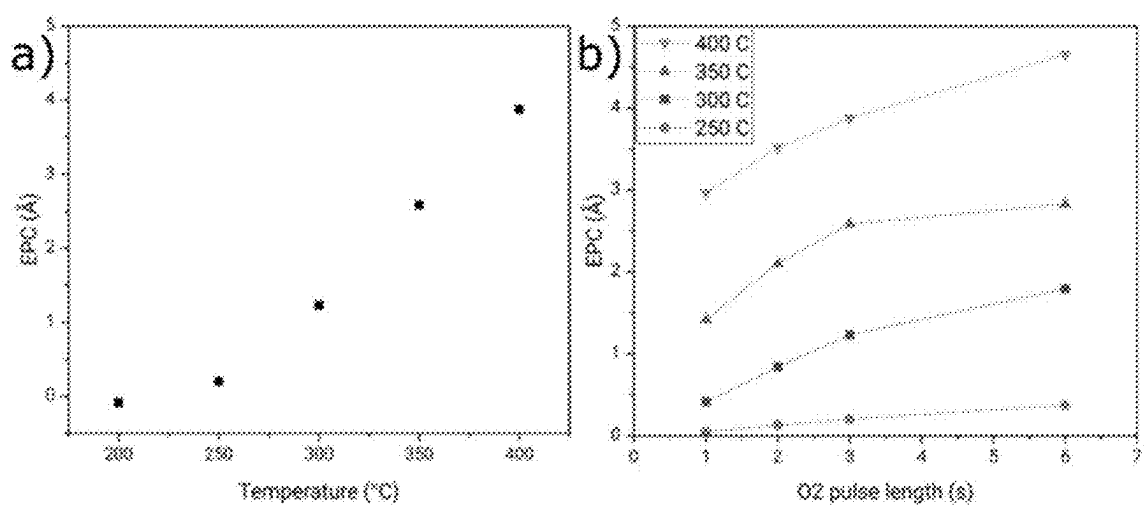 a)
5
4
3
2
1
0
EPC (Å)
200 250 300 350 400
Temperature (°C)
b)
400 C
350 C
300 C
250 C
5
4
3
2
1
0
EPC (Å)
0 1 2 3 4 5 6 7
O2 pulse length (s)